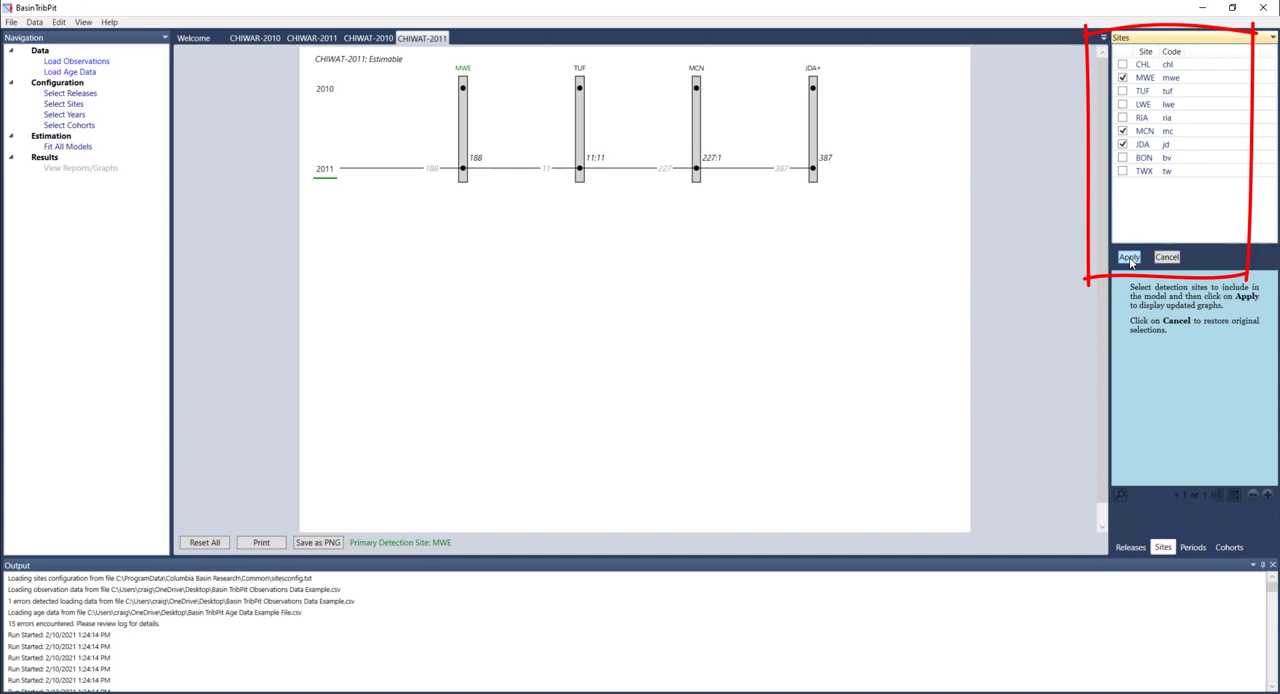 BasinTribPit
File Data Edit View Help
Navigation
Data
Load Observations
Load Age Data
Configuration
Select Releases
Select Sites
Select Years
Select Cohorts
Estimation
Fit All Models
Results
View Reports/Graphs
Welcome CHIWAR-2010 CHIWAR-2011 CHIWAT-2010 CHIWAT-2011
CHIWAT-2011: Estimable
MWE TUF MCN JDA+
2010
188 11:11 227:1 387
2011 188 11 227 387
Reset All Print Save as PNG Primary Detection Site: MWE
Sites
Site Code
CHL chl
MWE mwe
TUF tuf
LWE lwe
RIA ria
MCN mc
JDA jd
BON bv
TWX tw
Apply Cancel
Select detection sites to include in
the model and then click on Apply
to display updated graphs.
Click on Cancel to restore original
selections.
1 of 1
Releases Sites Periods Cohorts
Output
Loading sites configuration from file C:\ProgramData\Columbia Basin Research\Common\sitesconfig.txt
Loading observation data from file C:\Users\craig\OneDrive\Desktop\Basin TribPit Observations Data Example.csv
1 errors detected loading data from file C:\Users\craig\OneDrive\Desktop\Basin TribPit Observations Data Example.csv
Loading age data from file C:\Users\craig\OneDrive\Desktop\Basin TribPit Age Data Example File.csv
15 errors encountered. Please review log for details.
Run Started: 2/10/2021 1:24:14 PM
Run Started: 2/10/2021 1:24:14 PM
Run Started: 2/10/2021 1:24:14 PM
Run Started: 2/10/2021 1:24:14 PM
Run Started: 2/10/2021 1:24:14 PM